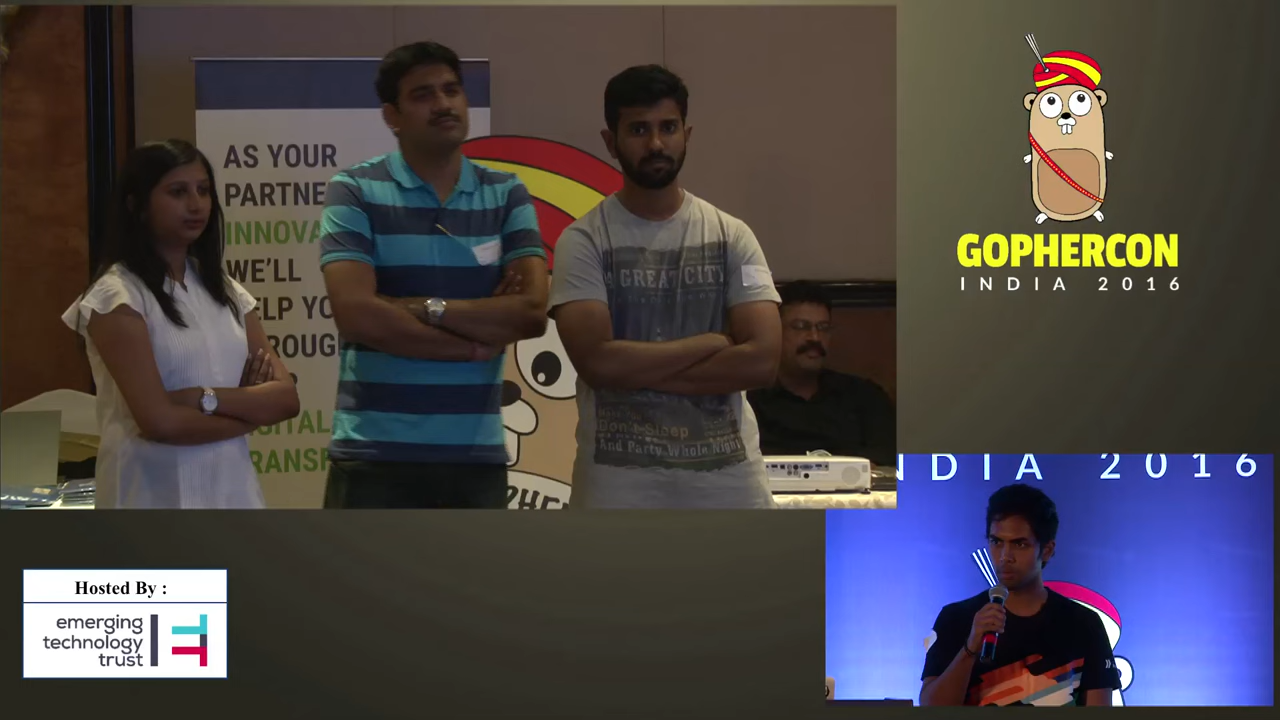 AS YOUR
PARTNE
INNOVA
WE'LL
ELP YO
ROUG
GITAL
RANSF
A GREAT CITY
Don't Sleep
And Party Whole Night
GOPHERCON
INDIA 2016
NDIA 2016
Hosted By :
emerging
technology
trust